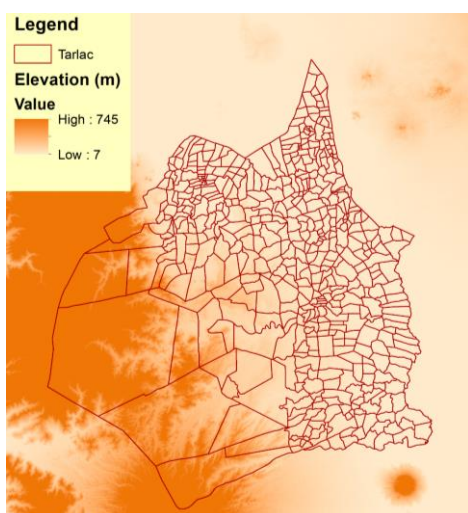 Legend
Tarlac
Elevation (m)
Value
High : 745
Low : 7